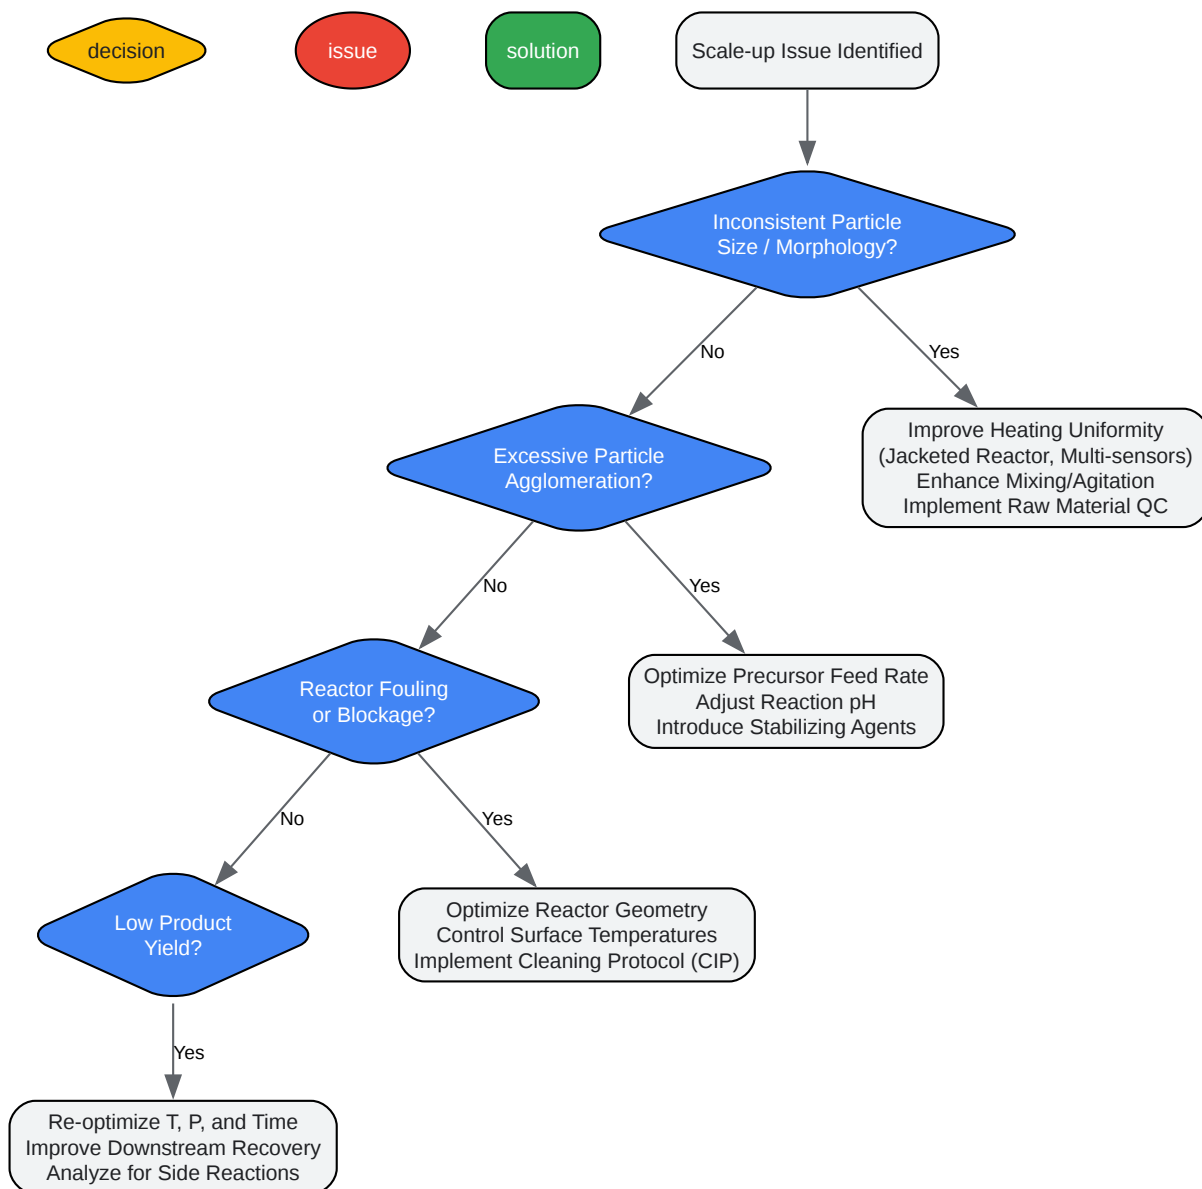 decision
issue
solution
Scale-up Issue Identified
Inconsistent Particle
Size / Morphology?
No
Yes
Improve Heating Uniformity
(Jacketed Reactor, Multi-sensors)
Enhance Mixing/Agitation
Implement Raw Material QC
Excessive Particle
Agglomeration?
No
Yes
Optimize Precursor Feed Rate
Adjust Reaction pH
Introduce Stabilizing Agents
Reactor Fouling
or Blockage?
No
Yes
Optimize Reactor Geometry
Control Surface Temperatures
Implement Cleaning Protocol (CIP)
Low Product
Yield?
Yes
Re-optimize T, P, and Time
Improve Downstream Recovery
Analyze for Side Reactions